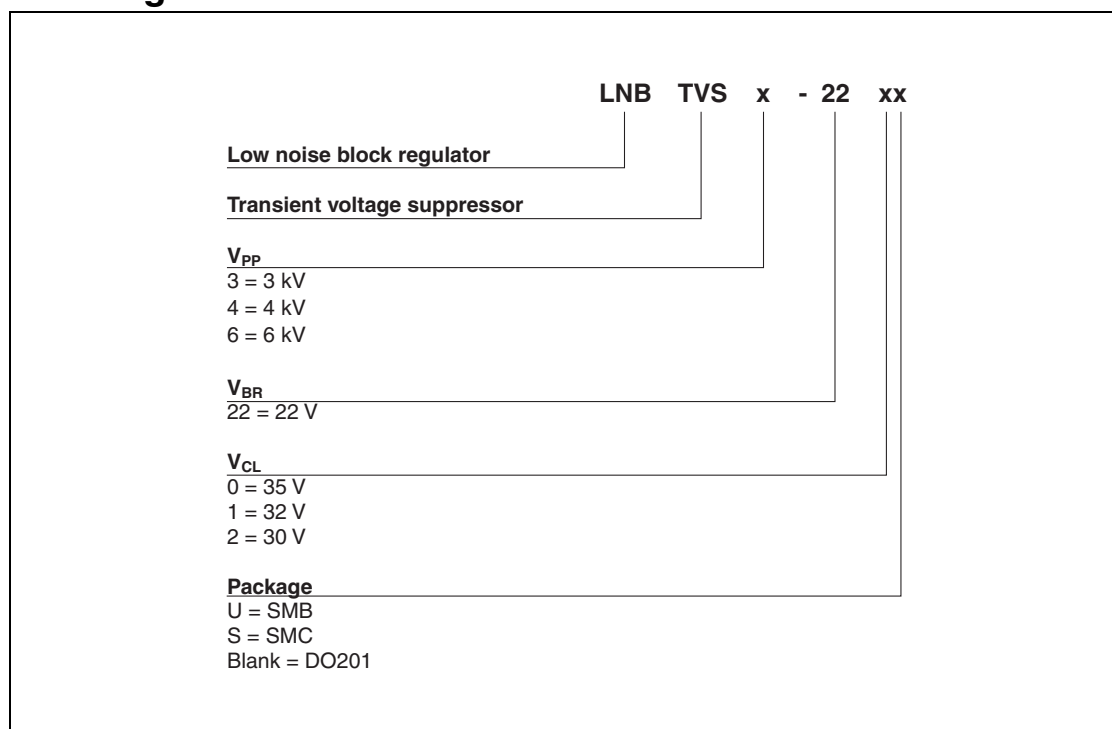 LNB TVS x - 22 xx
Low noise block regulator
Transient voltage suppressor
VPP
3 = 3 kV
4 = 4 kV
6 = 6 kV
VBR
22 = 22 V
VCL
0 = 35 V
1 = 32 V
2 = 30 V
Package
U = SMB
S = SMC
Blank = DO201